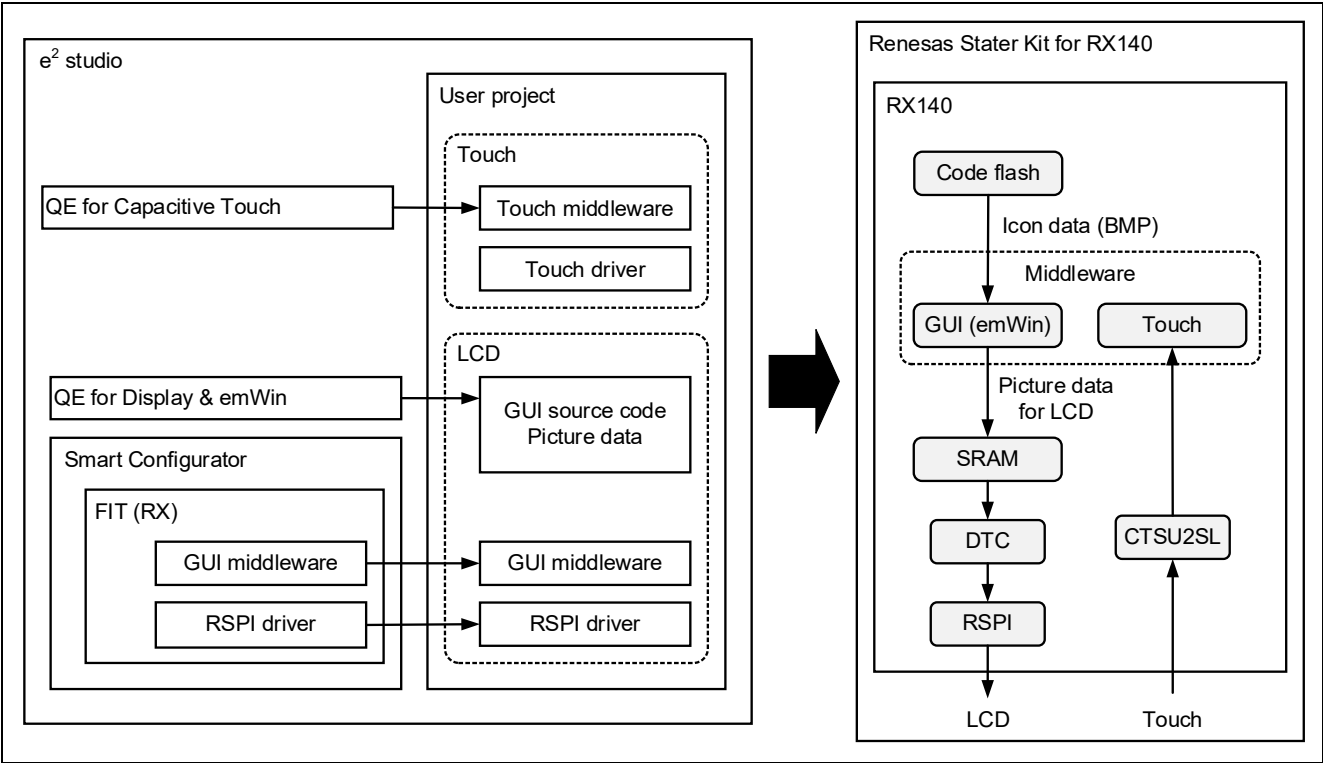 e² studio
User project
Touch
QE for Capacitive Touch
Touch middleware
Touch driver
LCD
QE for Display & emWin
GUI source code
Picture data
Smart Configurator
FIT (RX)
GUI middleware
GUI middleware
RSPI driver
RSPI driver
Renesas Stater Kit for RX140
RX140
Code flash
Icon data (BMP)
Middleware
GUI (emWin)
Touch
Picture data
for LCD
SRAM
DTC
CTSU2SL
RSPI
LCD
Touch